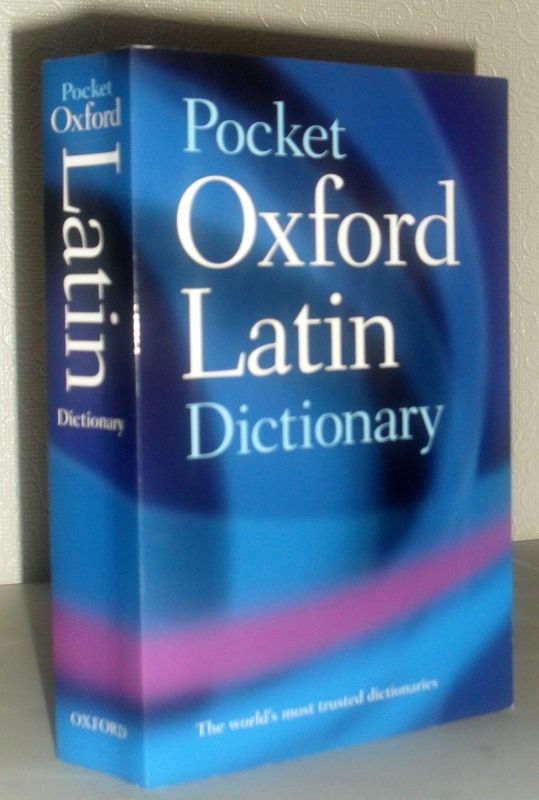 Pocket
Oxford
Latin
Dictionary
OXFORD
Pocket
Oxford
Latin
Dictionary
The world's most trusted dictionaries